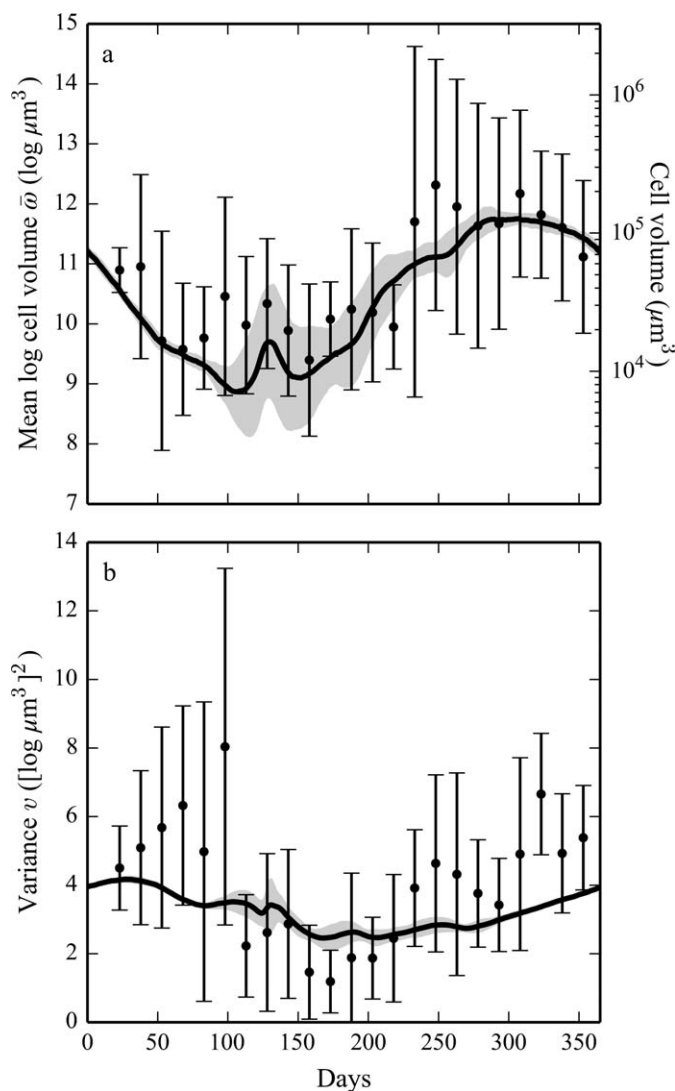 15
14
13
12
11
10
9
8
7
a
Mean log cell volume ω̄ (log μm³)
10⁶
10⁵
10⁴
Cell volume (μm³)
14
12
10
8
6
4
2
0
b
Variance v ([log μm³]²)
0 50 100 150 200 250 300 350
Days